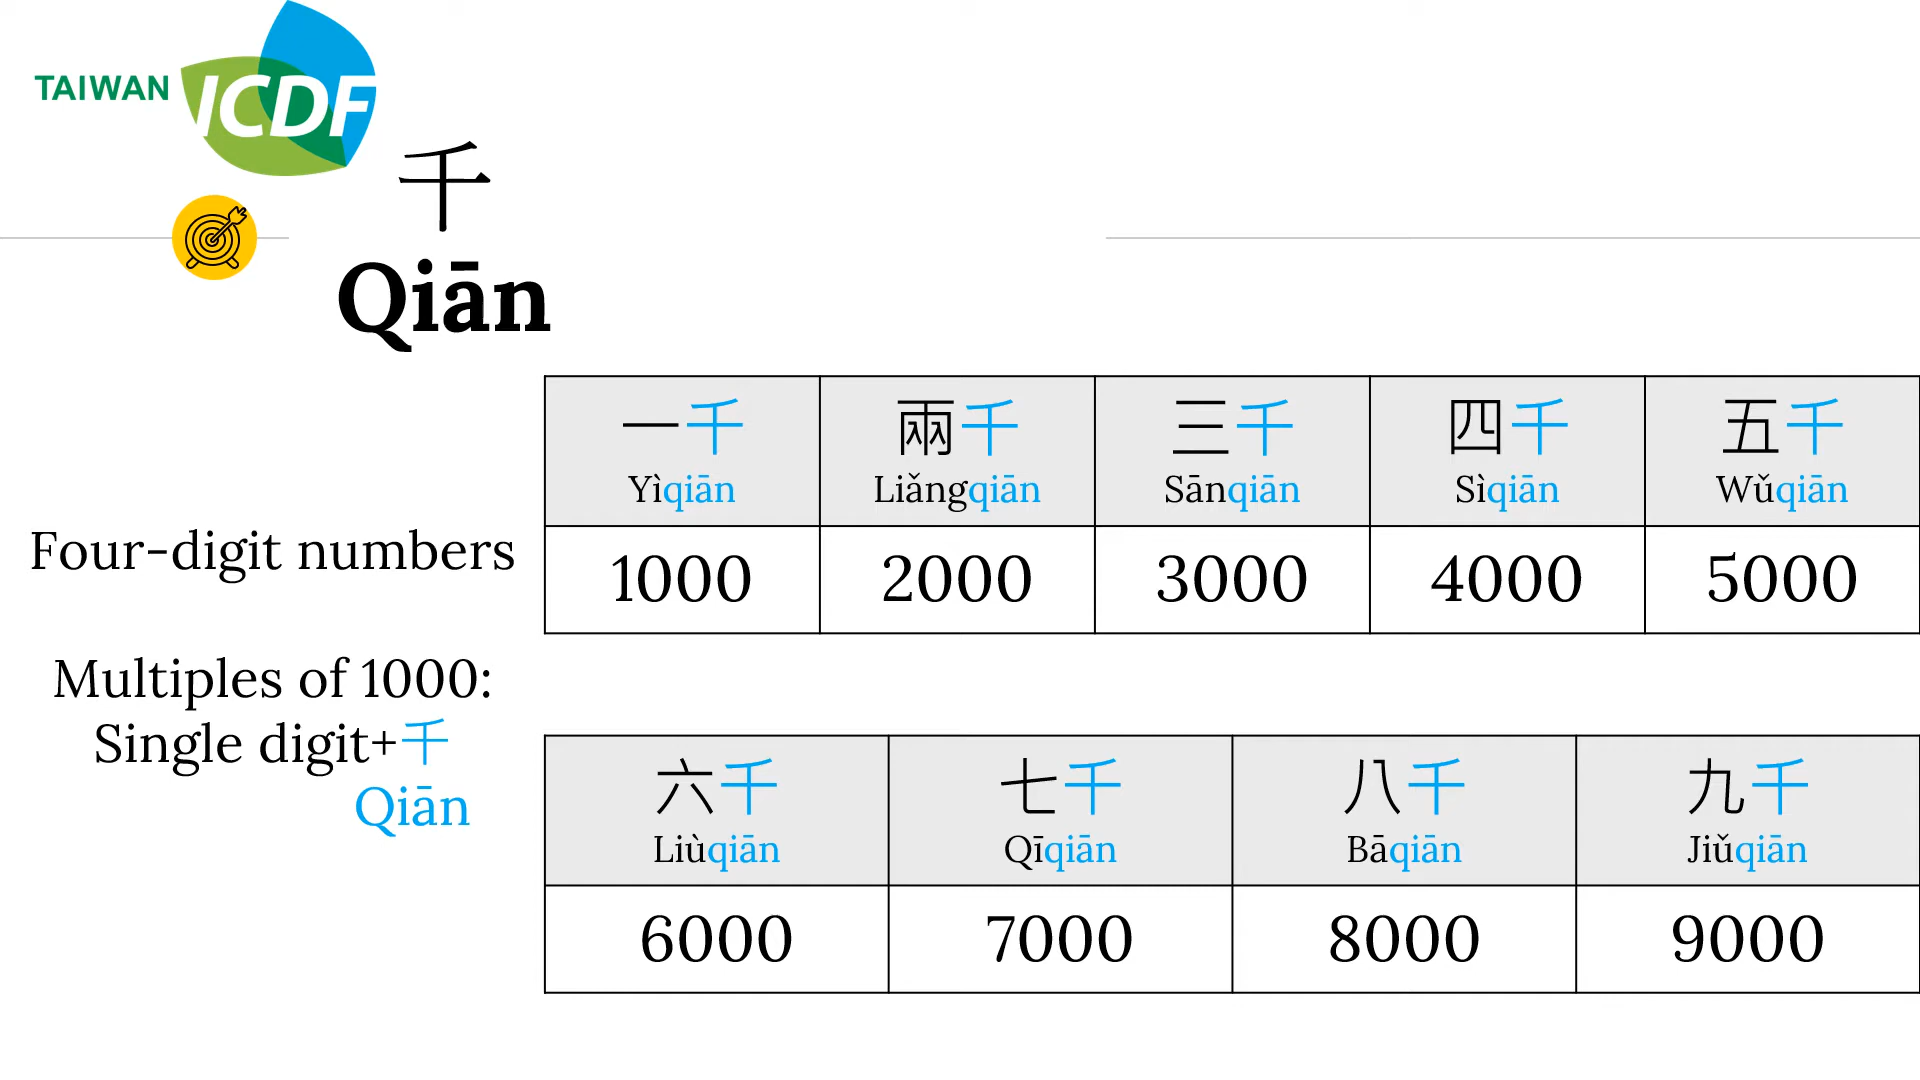 TAIWAN ICDF
千
Qiān
Four-digit numbers
Multiples of 1000:
Single digit+千
Qiān
一千 兩千 三千 四千 五千
Yìqiān Liǎngqiān Sānqiān Sìqiān Wǔqiān
1000 2000 3000 4000 5000
六千 七千 八千 九千
Liùqiān Qīqiān Bāqiān Jiǔqiān
6000 7000 8000 9000